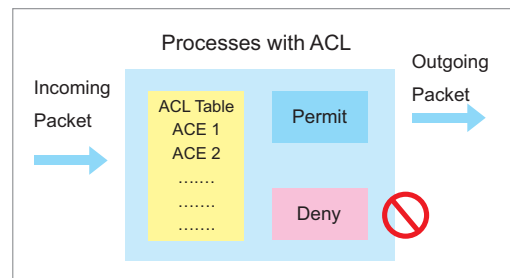 Processes with ACL
Incoming
Packet
ACL Table
ACE 1
ACE 2
.......
.......
.......
Permit
Deny
Outgoing
Packet